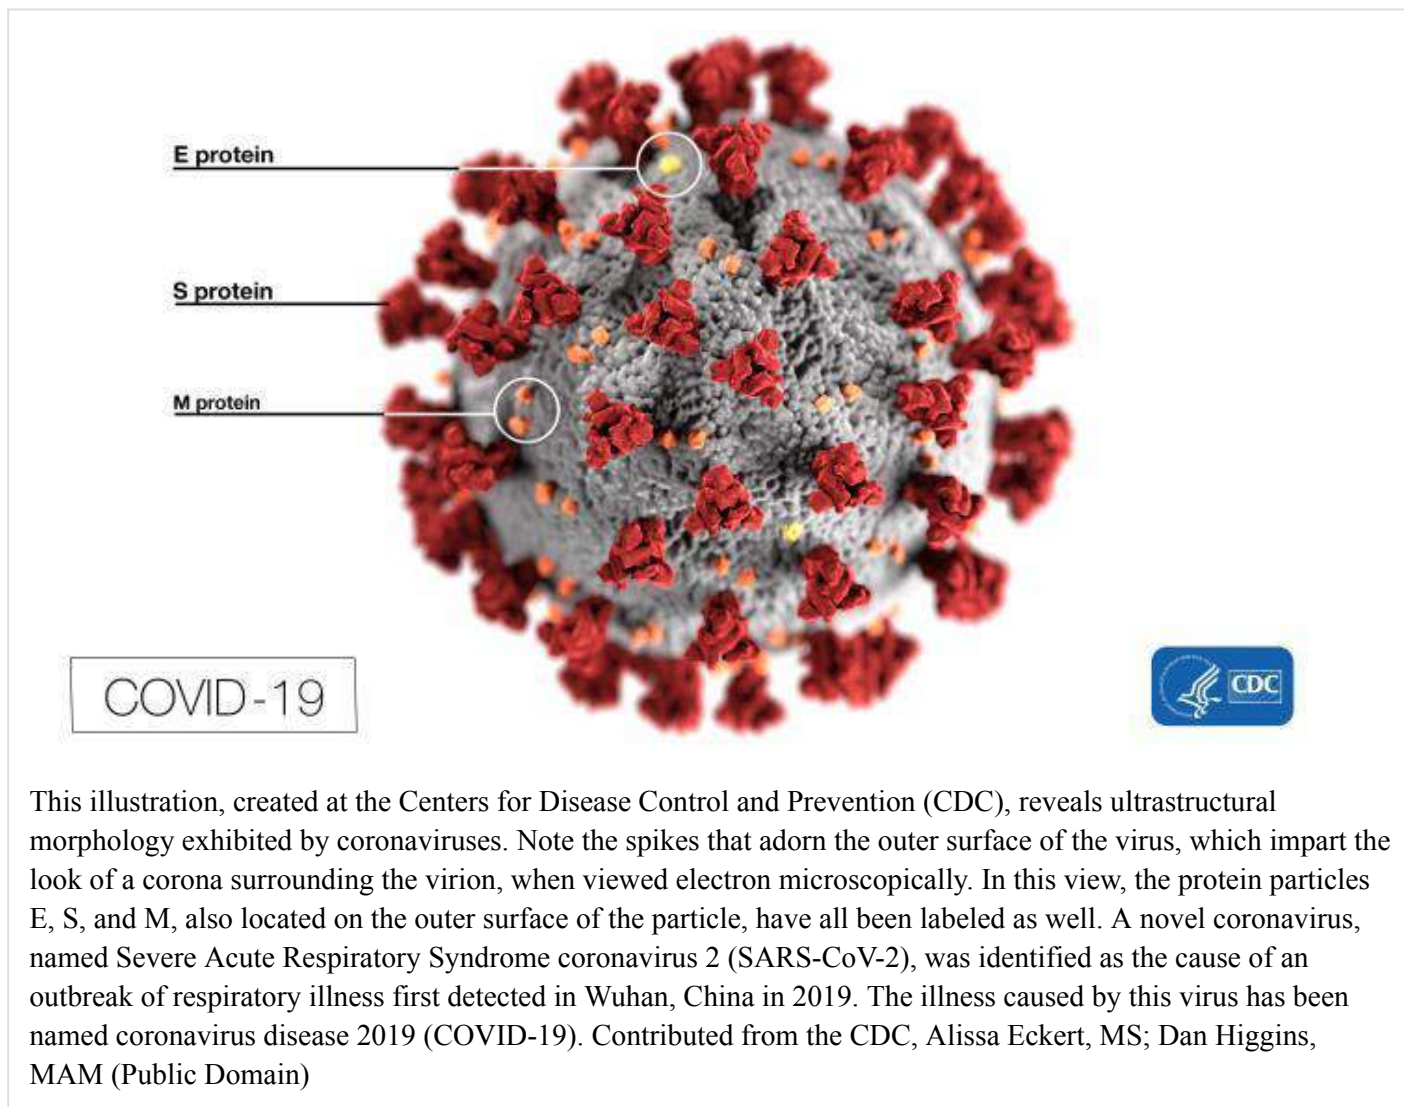 E protein
S protein
M protein
COVID-19
CDC
This illustration, created at the Centers for Disease Control and Prevention (CDC), reveals ultrastructural
morphology exhibited by coronaviruses. Note the spikes that adorn the outer surface of the virus, which impart the
look of a corona surrounding the virion, when viewed electron microscopically. In this view, the protein particles
E, S, and M, also located on the outer surface of the particle, have all been labeled as well. A novel coronavirus,
named Severe Acute Respiratory Syndrome coronavirus 2 (SARS-CoV-2), was identified as the cause of an
outbreak of respiratory illness first detected in Wuhan, China in 2019. The illness caused by this virus has been
named coronavirus disease 2019 (COVID-19). Contributed from the CDC, Alissa Eckert, MS; Dan Higgins,
MAM (Public Domain)